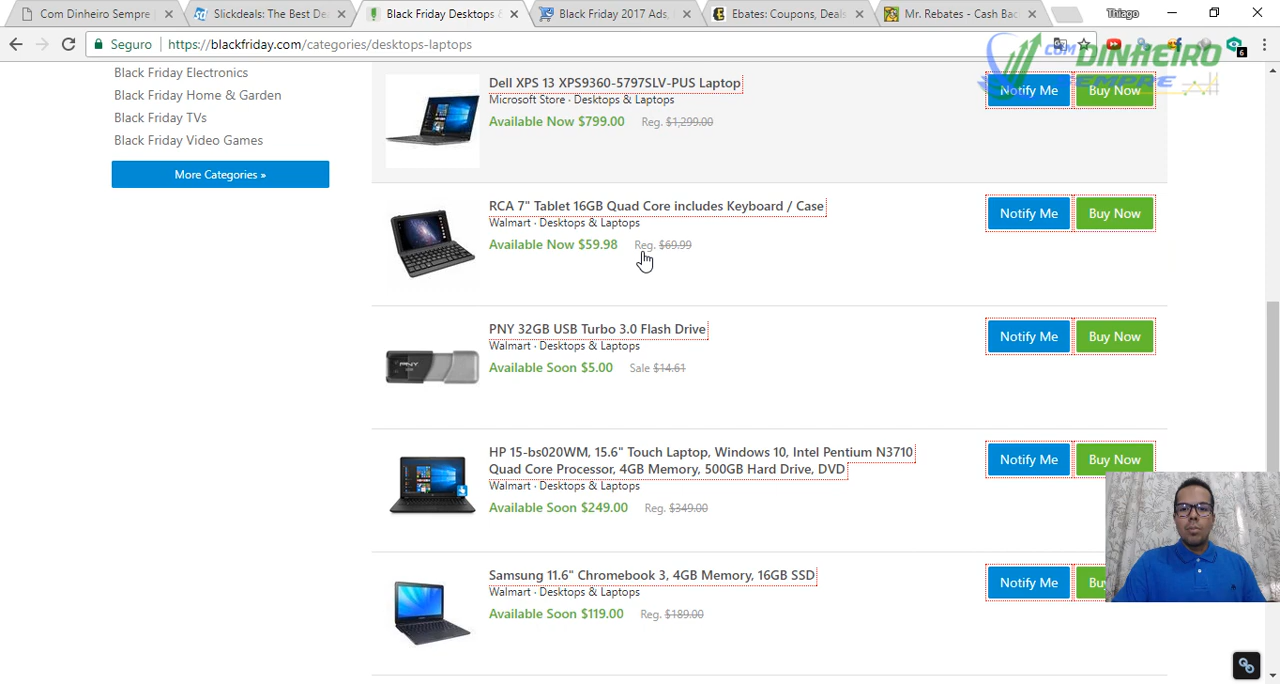 Com Dinheiro Sempre
Slickdeals: The Best De
Black Friday Desktops &
Black Friday 2017 Ads,
Ebates: Coupons, Deals
Mr. Rebates - Cash Bac
Thiago
Seguro
https://blackfriday.com/categories/desktops-laptops
6
COM DINHEIRO
EMPRE
Black Friday Electronics
Black Friday Home & Garden
Black Friday TVs
Black Friday Video Games
More Categories »
Dell XPS 13 XPS9360-5797SLV-PUS Laptop
Microsoft Store · Desktops & Laptops
Available Now $799.00 Reg. $1,299.00
Notify Me Buy Now
RCA 7" Tablet 16GB Quad Core includes Keyboard / Case
Walmart · Desktops & Laptops
Available Now $59.98 Reg. $69.99
Notify Me Buy Now
PNY 32GB USB Turbo 3.0 Flash Drive
Walmart · Desktops & Laptops
Available Soon $5.00 Sale $14.61
Notify Me Buy Now
PNY
HP 15-bs020WM, 15.6" Touch Laptop, Windows 10, Intel Pentium N3710
Quad Core Processor, 4GB Memory, 500GB Hard Drive, DVD
Walmart · Desktops & Laptops
Available Soon $249.00 Reg. $349.00
Notify Me Buy Now
Samsung 11.6" Chromebook 3, 4GB Memory, 16GB SSD
Walmart · Desktops & Laptops
Available Soon $119.00 Reg. $189.00
Notify Me Bu